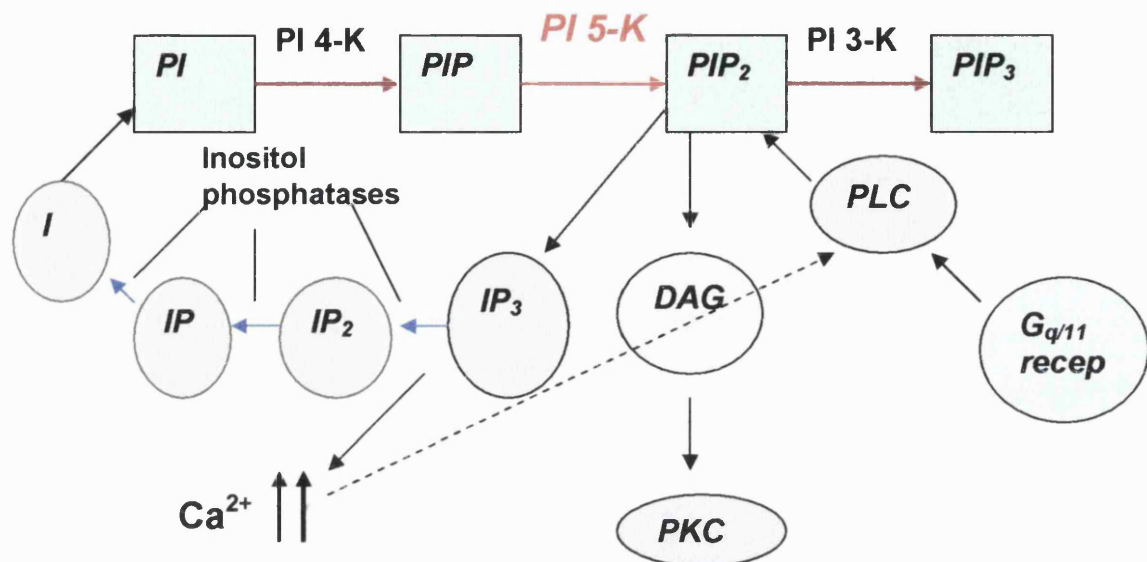 PI 4-K
PI 5-K
PI 3-K
PI
PIP
PIP₂
PIP₃
Inositol
phosphatases
I
PLC
IP
IP₂
IP₃
DAG
Gq/11
recep
Ca²⁺
PKC